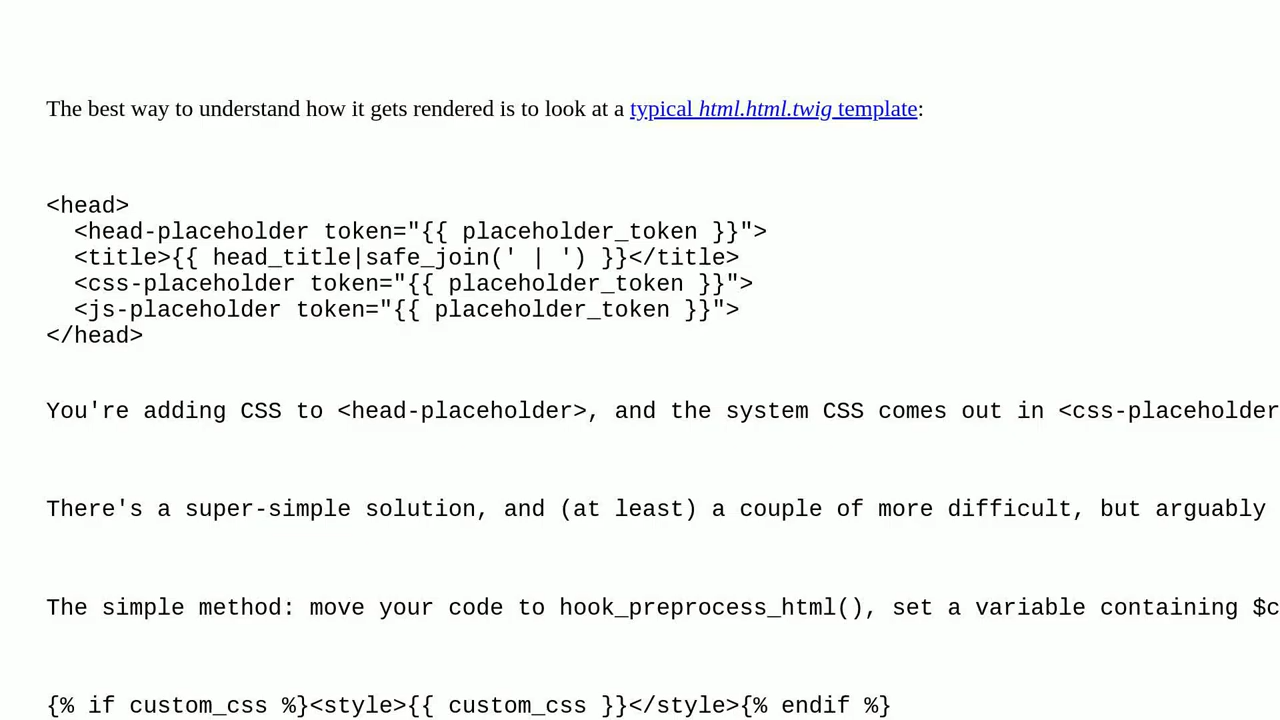 The best way to understand how it gets rendered is to look at a typical html.html.twig template:
<head>
  <head-placeholder token="{{ placeholder_token }}">
  <title>{{ head_title|safe_join(' | ') }}</title>
  <css-placeholder token="{{ placeholder_token }}">
  <js-placeholder token="{{ placeholder_token }}">
</head>
You're adding CSS to <head-placeholder>, and the system CSS comes out in <css-placeholder
There's a super-simple solution, and (at least) a couple of more difficult, but arguably
The simple method: move your code to hook_preprocess_html(), set a variable containing $c
{% if custom_css %}<style>{{ custom_css }}</style>{% endif %}